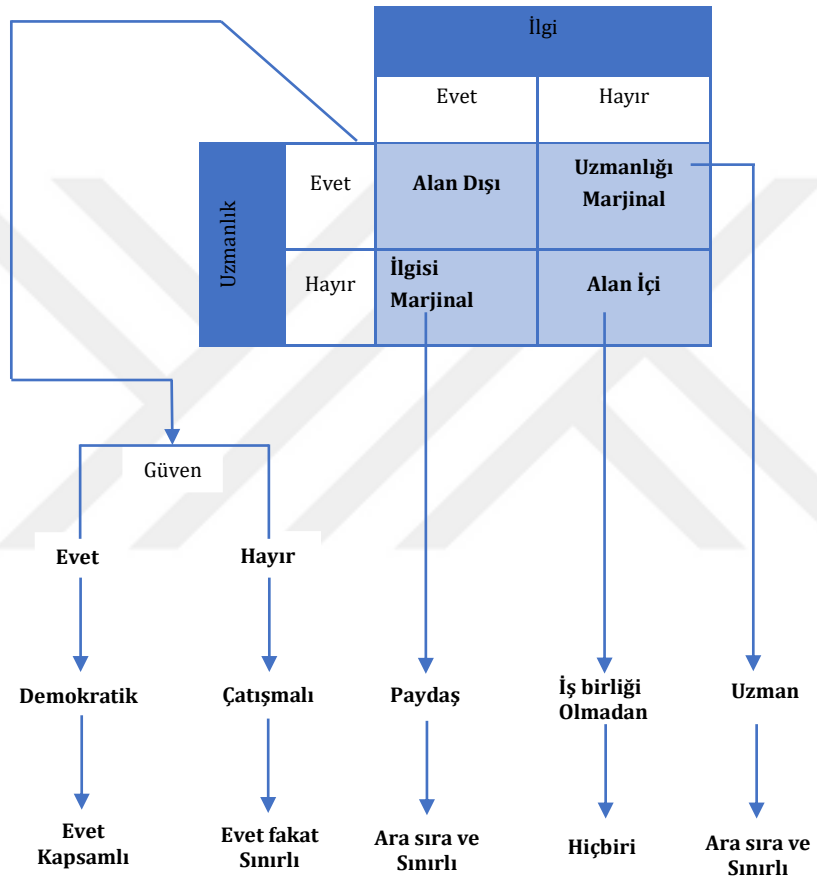 İlgi
Evet
Hayır
Uzmanlık
Evet
Alan Dışı
Uzmanlığı
Marjinal
Hayır
İlgisi
Marjinal
Alan İçi
Güven
Evet
Hayır
Demokratik
Çatışmalı
Paydaş
İş birliği
Olmadan
Uzman
Evet
Kapsamlı
Evet fakat
Sınırlı
Ara sıra ve
Sınırlı
Hiçbiri
Ara sıra ve
Sınırlı